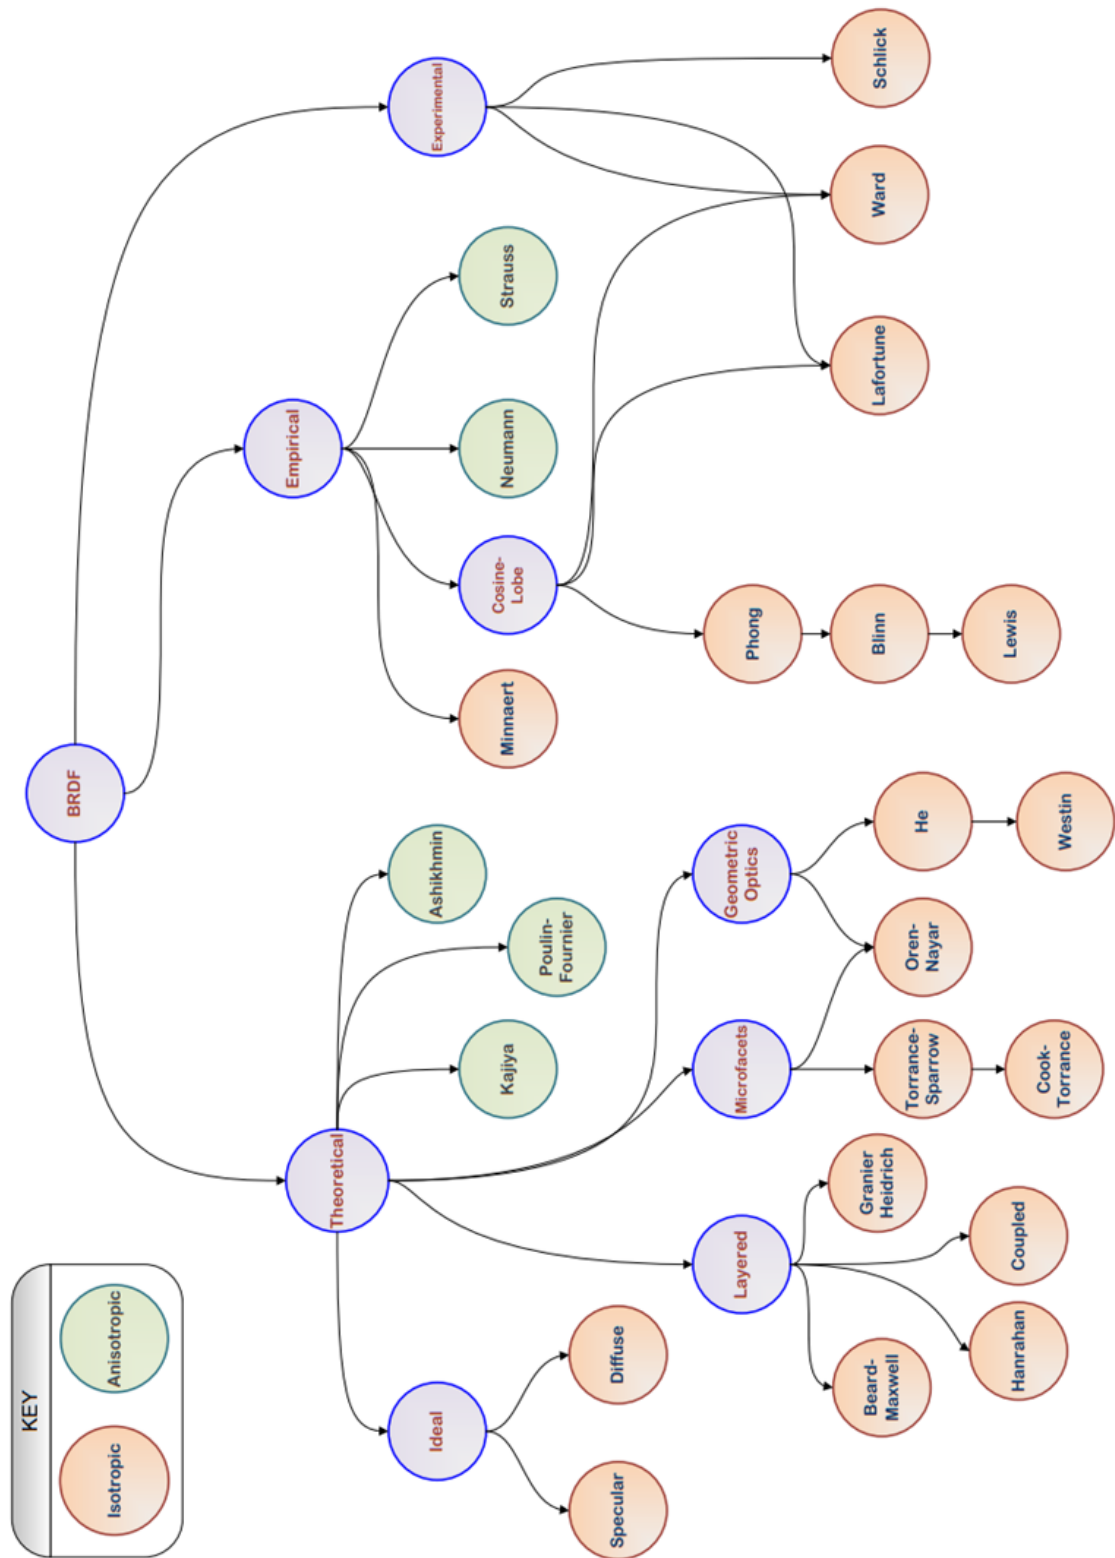 KEY
Isotropic
Anisotropic
BRDF
Theoretical
Empirical
Experimental
Ideal
Kajiya
Poulin-
Fournier
Ashikhmin
Minnaert
Cosine-
Lobe
Neumann
Strauss
Specular
Diffuse
Layered
Microfacets
Geometric
Optics
Phong
Beard-
Maxwell
Granier
Heidrich
Torrance-
Sparrow
Oren-
Nayar
He
Blinn
Lafortune
Ward
Schlick
Hanrahan
Coupled
Cook-
Torrance
Westin
Lewis